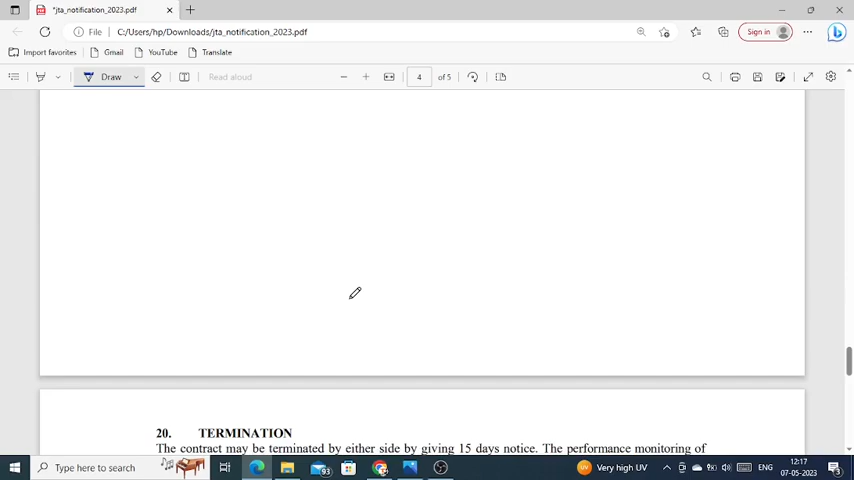 *jta_notification_2023.pdf
File C:/Users/hp/Downloads/jta_notification_2023.pdf Sign in
Import favorites Gmail YouTube Translate
Draw Read aloud 4 of 5
20. TERMINATION
The contract may be terminated by either side by giving 15 days notice. The performance monitoring of
Type here to search 93 Very high UV ENG 12:17 07-05-2023 3